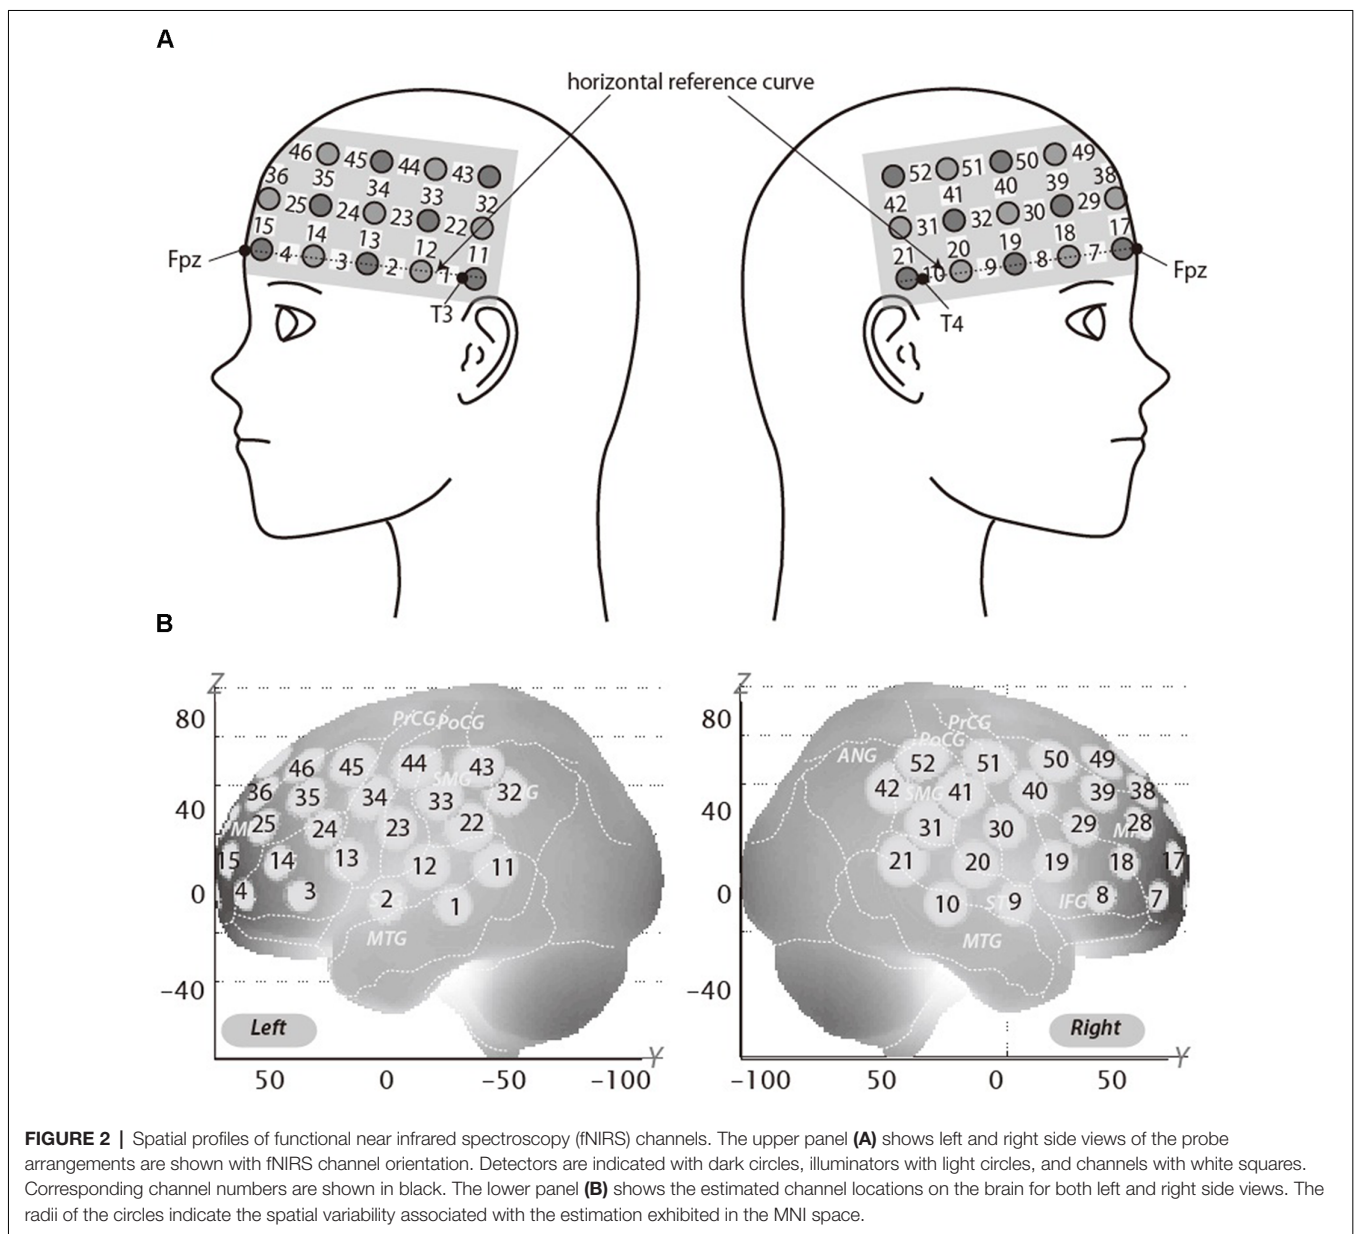 A
horizontal reference curve
46 45 44 43
36 35 34 33 32
25 24 23 22
15 14 13 12 11
4 3 2 1
Fpz
T3
52 51 50 49
42 41 40 39 38
31 32 30 29
21 20 19 18 17
10 9 8 7
Fpz
T4
B
Z
80
40
0
−40
PrCG PoCG
SMG
MTG
46 45 44 43
36 35 34 33 32
25 24 23 22
15 14 13 12 11
4 3 2 1
Left
50 0 −50 −100
Y
Z
80
40
0
−40
PrCG
PoCG
ANG
SMG
IFG
MTG
52 51 50 49
42 41 40 39 38
31 30 29 28
21 20 19 18 17
10 9 8 7
Right
−100 50 0 50
Y
FIGURE 2 | Spatial profiles of functional near infrared spectroscopy (fNIRS) channels. The upper panel (A) shows left and right side views of the probe
arrangements are shown with fNIRS channel orientation. Detectors are indicated with dark circles, illuminators with light circles, and channels with white squares.
Corresponding channel numbers are shown in black. The lower panel (B) shows the estimated channel locations on the brain for both left and right side views. The
radii of the circles indicate the spatial variability associated with the estimation exhibited in the MNI space.